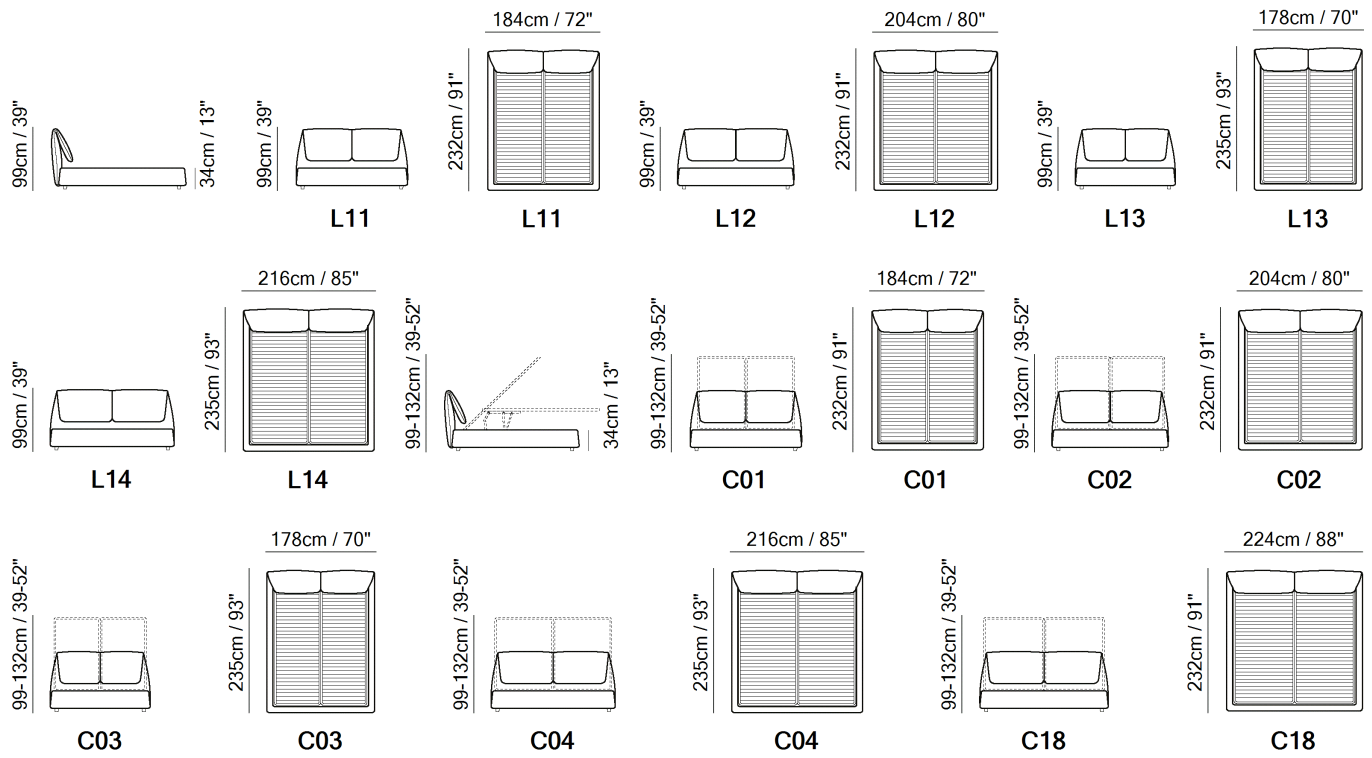 184cm / 72"
204cm / 80"
178cm / 70"
99cm / 39"
34cm / 13"
99cm / 39"
232cm / 91"
99cm / 39"
232cm / 91"
99cm / 39"
235cm / 93"
L11
L11
L12
L12
L13
L13
216cm / 85"
184cm / 72"
204cm / 80"
99cm / 39"
235cm / 93"
99-132cm / 39-52"
34cm / 13"
99-132cm / 39-52"
232cm / 91"
99-132cm / 39-52"
232cm / 91"
L14
L14
C01
C01
C02
C02
178cm / 70"
216cm / 85"
224cm / 88"
99-132cm / 39-52"
235cm / 93"
99-132cm / 39-52"
235cm / 93"
99-132cm / 39-52"
232cm / 91"
C03
C03
C04
C04
C18
C18